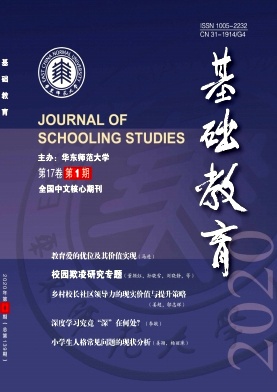 ISSN 1005-2232
CN 31-1914/G4
基础教育
JOURNAL OF
SCHOOLING STUDIES
主办：华东师范大学
第17卷 第1期
全国中文核心期刊
基础教育
2020
教育爱的优位及其价值实现
校园欺凌研究专题
乡村校长社区领导力的现实价值与提升策略
深度学习究竟“深”在何处？
小学生人格常见问题的现状分析